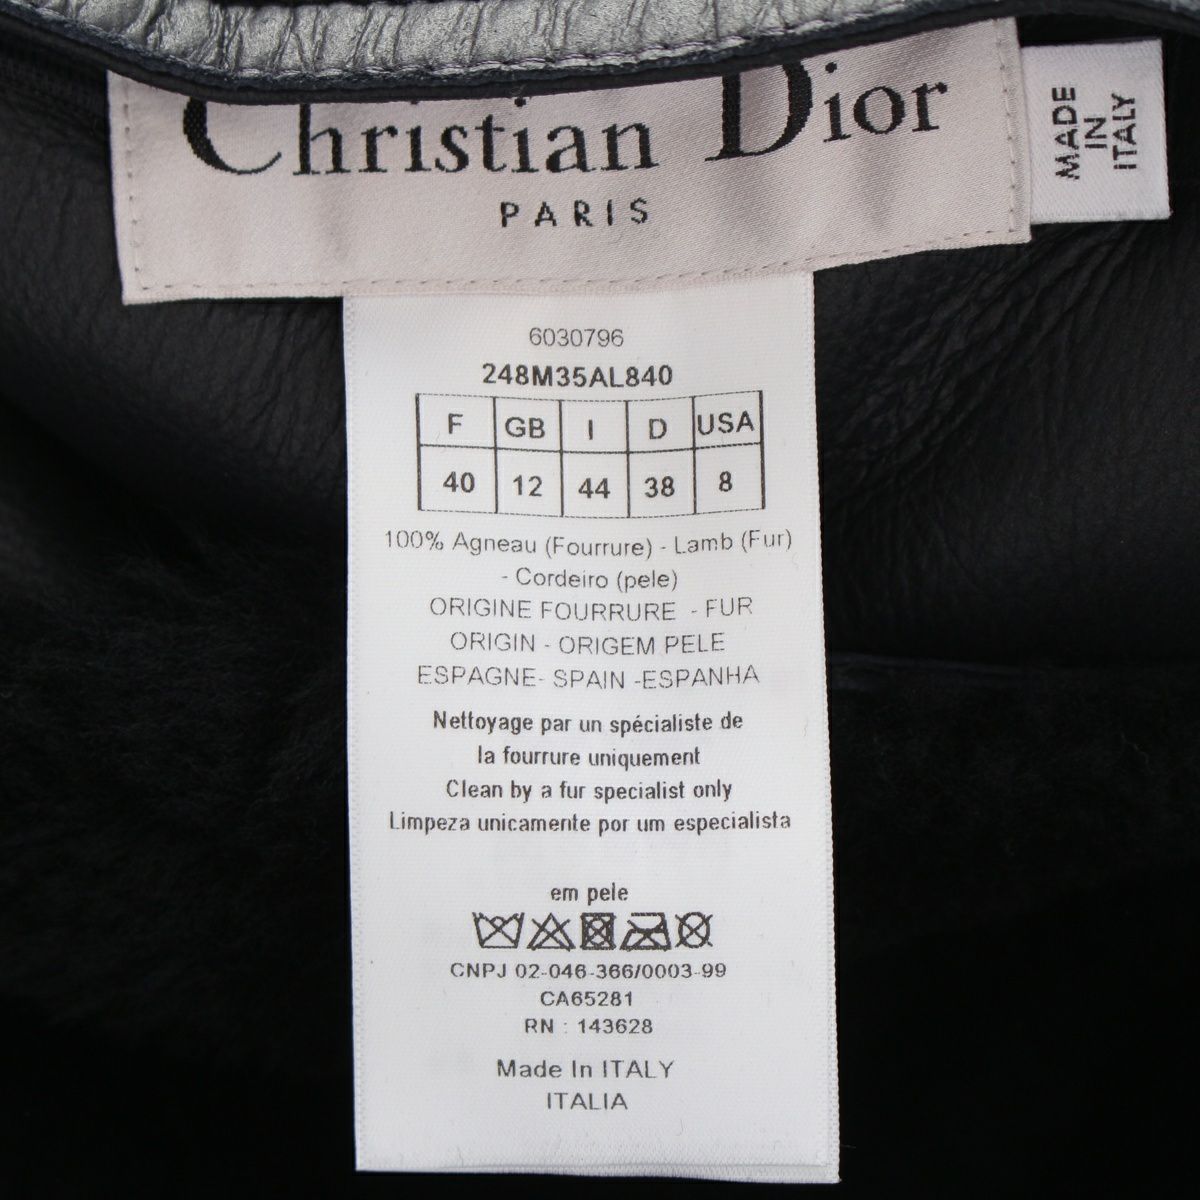 Christian Dior
PARIS
MADE
IN
ITALY
6030796
248M35AL840
F GB I D USA
40 12 44 38 8
100% Agneau (Fourrure) - Lamb (Fur)
- Cordeiro (pele)
ORIGINE FOURRURE - FUR
ORIGIN - ORIGEM PELE
ESPAGNE- SPAIN -ESPANHA
Nettoyage par un spécialiste de
la fourrure uniquement
Clean by a fur specialist only
Limpeza unicamente por um especialista
em pele
CNPJ 02-046-366/0003-99
CA65281
RN : 143628
Made In ITALY
ITALIA